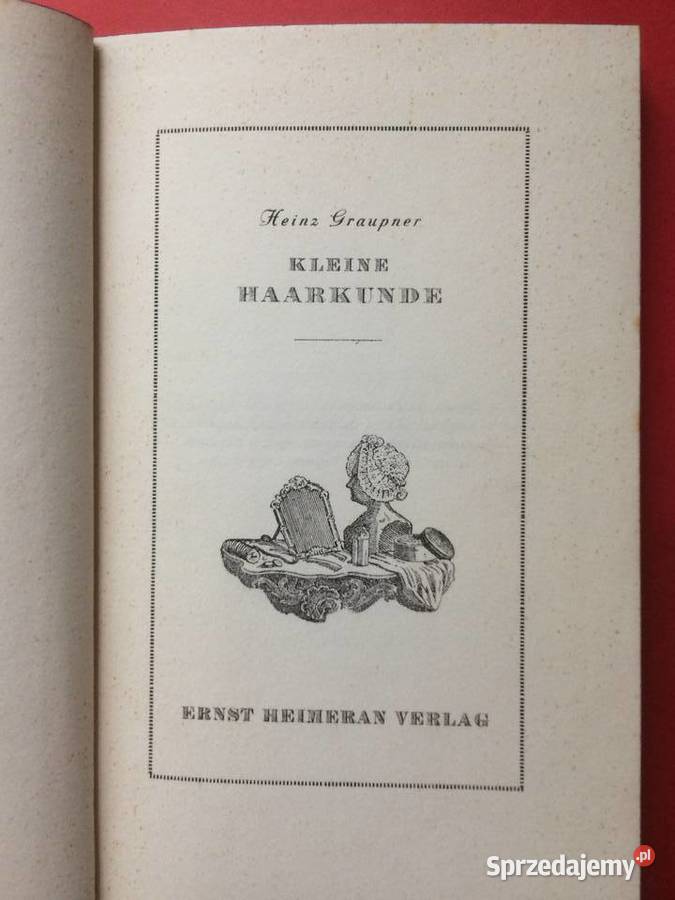 Heinz Graupner
KLEINE
HAARKUNDE
ERNST HEIMERAN VERLAG
Sprzedajemy.pl